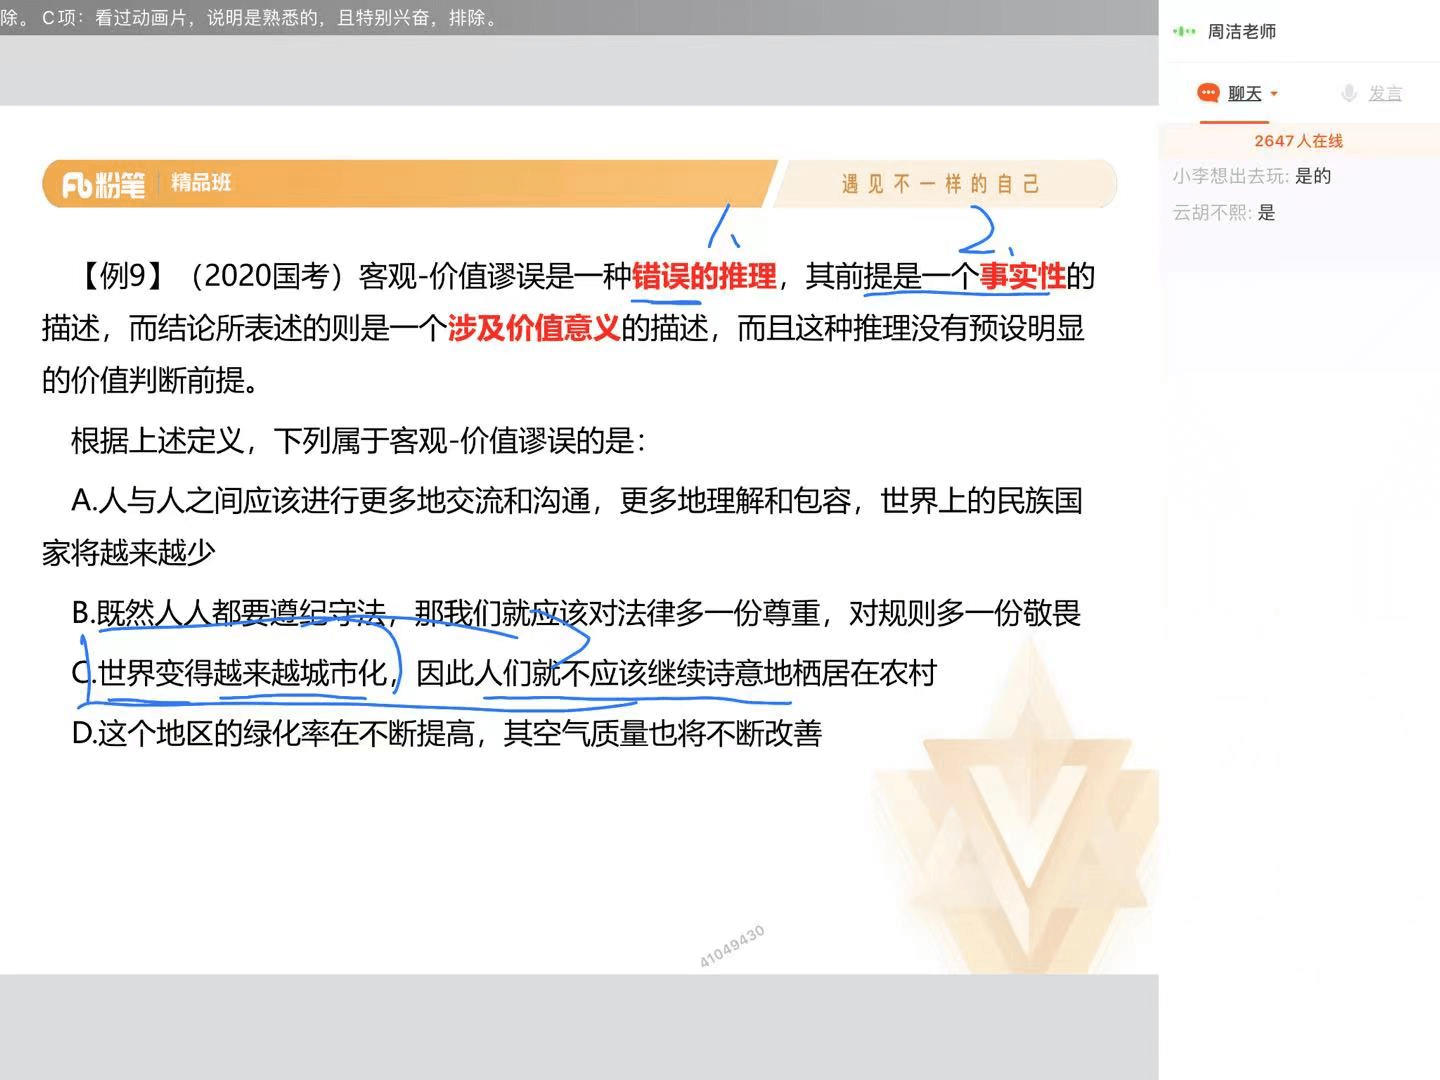 除。 C项：看过动画片，说明是熟悉的，且特别兴奋，排除。
周洁老师
聊天
发言
2647人在线
小李想出去玩: 是的
云胡不熙: 是
粉笔 精品班
遇见不一样的自己
1、 2、
【例9】（2020国考）客观-价值谬误是一种错误的推理，其前提是一个事实性的
描述，而结论所表述的则是一个涉及价值意义的描述，而且这种推理没有预设明显
的价值判断前提。
根据上述定义，下列属于客观-价值谬误的是：
A.人与人之间应该进行更多地交流和沟通，更多地理解和包容，世界上的民族国
家将越来越少
B.既然人人都要遵纪守法，那我们就应该对法律多一份尊重，对规则多一份敬畏
C.世界变得越来越城市化，因此人们就不应该继续诗意地栖居在农村
D.这个地区的绿化率在不断提高，其空气质量也将不断改善
41049430